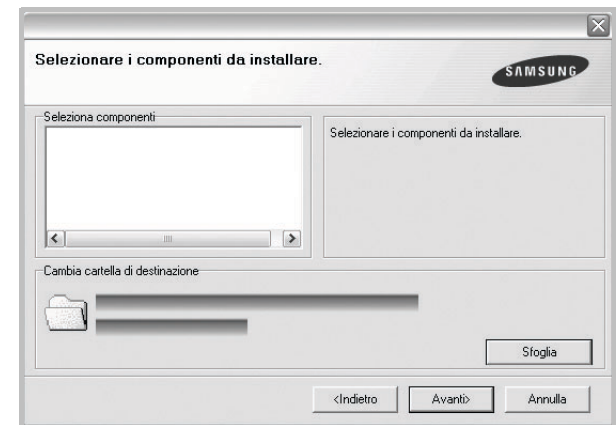 Selezionare i componenti da installare.
SAMSUNG
Seleziona componenti
Selezionare i componenti da installare.
Cambia cartella di destinazione
Sfoglia
<Indietro
Avanti>
Annulla